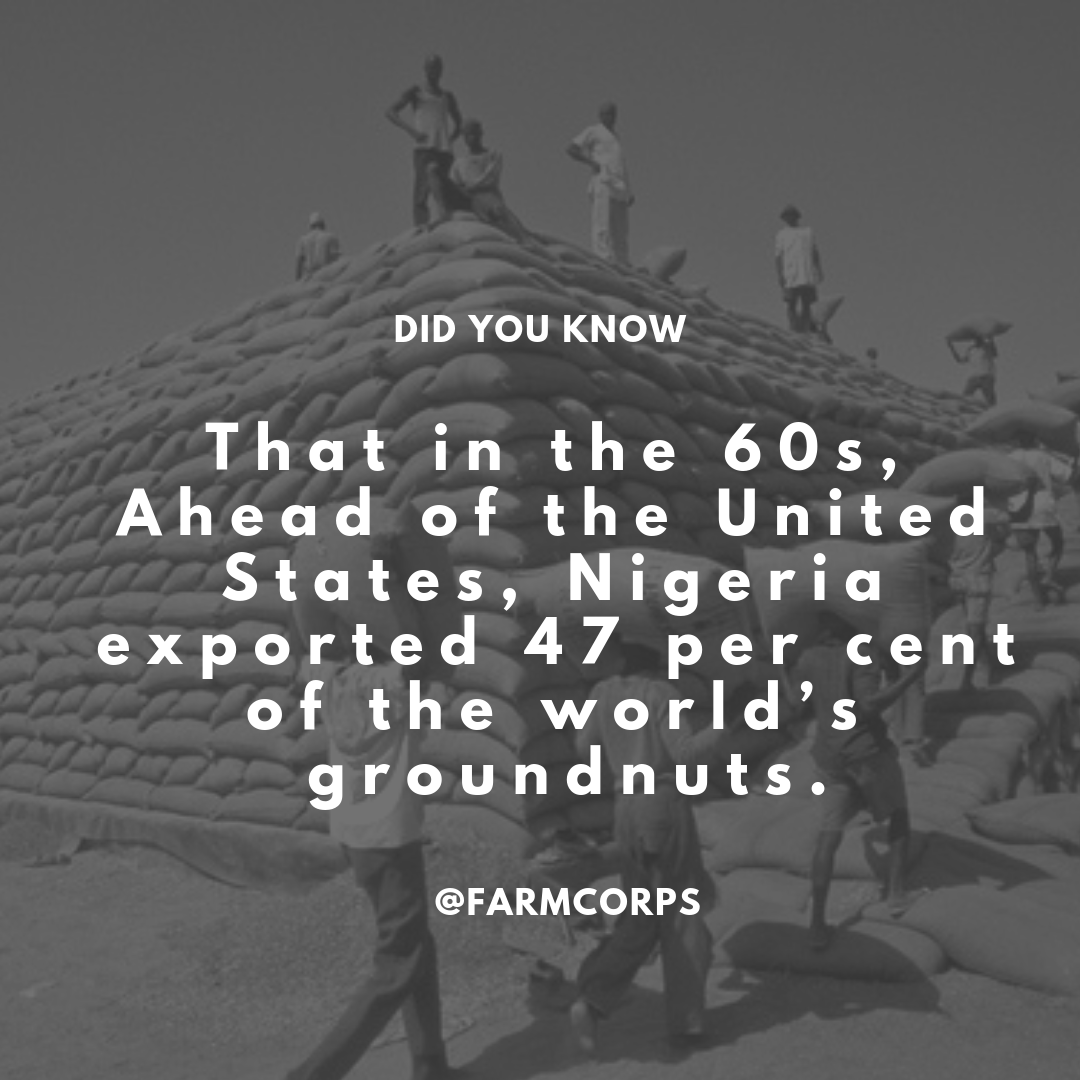 DID YOU KNOW
That in the 60s,
Ahead of the United
States, Nigeria
exported 47 per cent
of the world’s
groundnuts.
@FARMCORPS